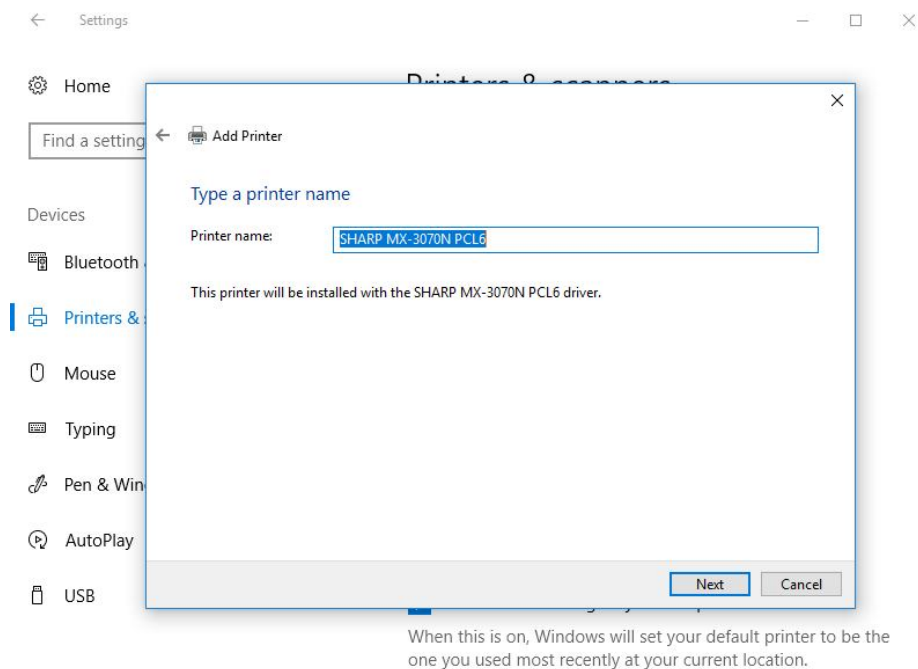 Settings
Printers & scanners
Home
Add Printer
Find a setting
Type a printer name
Printer name:
SHARP MX-3070N PCL6
Devices
Bluetooth
This printer will be installed with the SHARP MX-3070N PCL6 driver.
Printers &
Mouse
Typing
Pen & Win
AutoPlay
Next
Cancel
USB
When this is on, Windows will set your default printer to be the
one you used most recently at your current location.